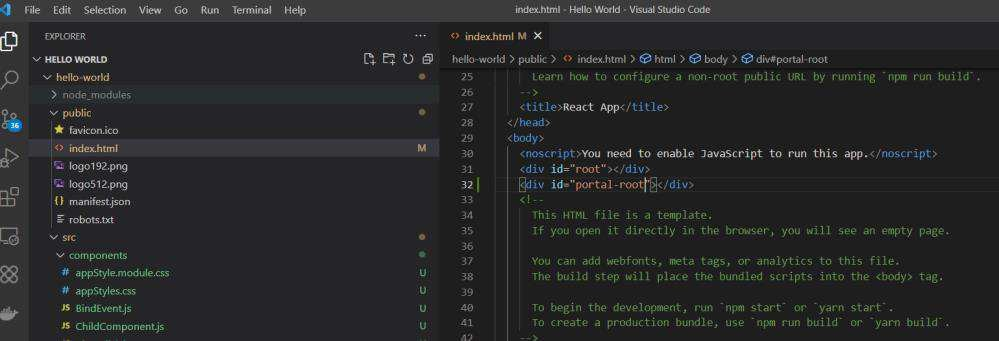 File Edit Selection View Go Run Terminal Help index.html - Hello World - Visual Studio Code
EXPLORER ···
HELLO WORLD
hello-world
node_modules
public
favicon.ico
index.html M
logo192.png
logo512.png
{} manifest.json
robots.txt
src
components
# appStyle.module.css U
# appStyles.css U
JS BindEvent.js U
JS ChildComponent.js U
36
<> index.html M ×
hello-world > public > <> index.html > html > body > div#portal-root
25 Learn how to configure a non-root public URL by running `npm run build`.
26 -->
27 <title>React App</title>
28 </head>
29 <body>
30 <noscript>You need to enable JavaScript to run this app.</noscript>
31 <div id="root"></div>
32 <div id="portal-root"></div>
33 <!--
34 This HTML file is a template.
35 If you open it directly in the browser, you will see an empty page.
36
37 You can add webfonts, meta tags, or analytics to this file.
38 The build step will place the bundled scripts into the <body> tag.
39
40 To begin the development, run `npm start` or `yarn start`.
41 To create a production bundle, use `npm run build` or `yarn build`.
42 -->